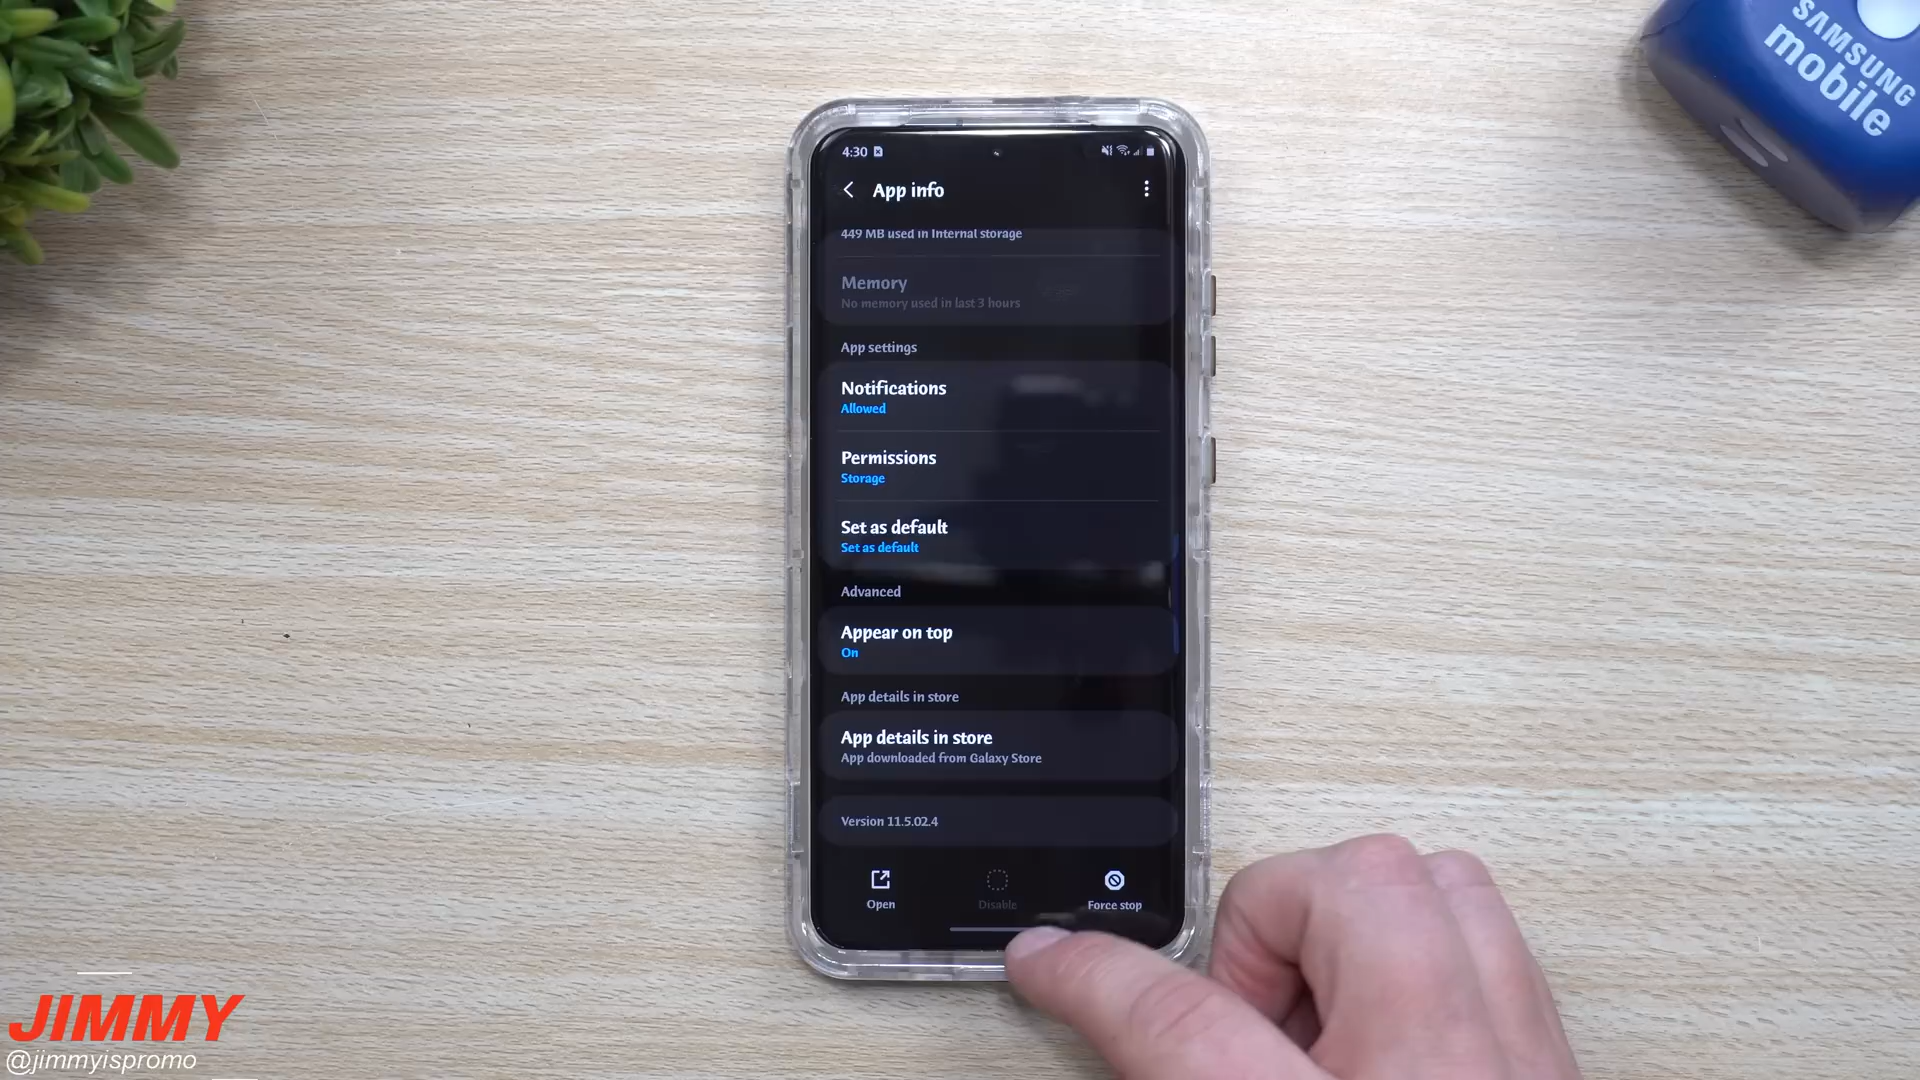 SAMSUNG
mobile
4:30
App info
449 MB used in Internal storage
Memory
No memory used in last 3 hours
App settings
Notifications
Allowed
Permissions
Storage
Set as default
Set as default
Advanced
Appear on top
On
App details in store
App details in store
App downloaded from Galaxy Store
Version 11.5.02.4
Open
Disable
Force stop
JIMMY
@jimmyispromo